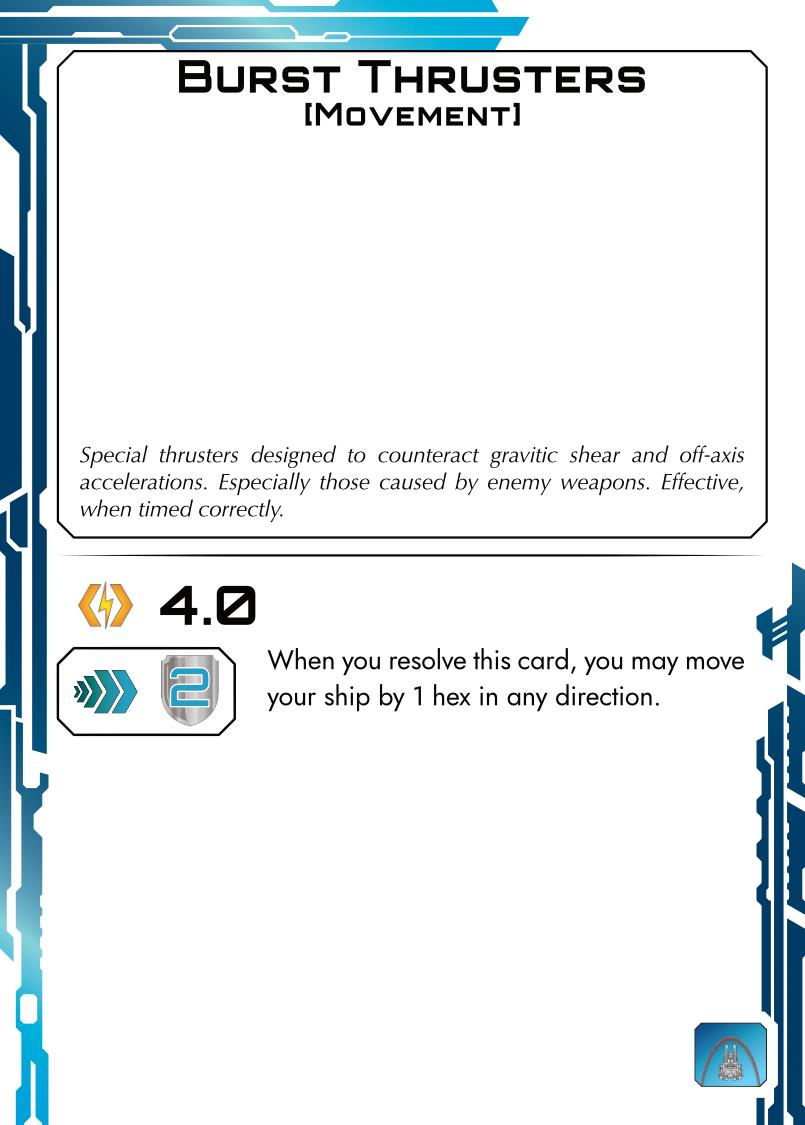 Burst Thrusters
[Movement]
Special thrusters designed to counteract gravitic shear and off-axis
accelerations. Especially those caused by enemy weapons. Effective,
when timed correctly.
4.0
2
When you resolve this card, you may move
your ship by 1 hex in any direction.